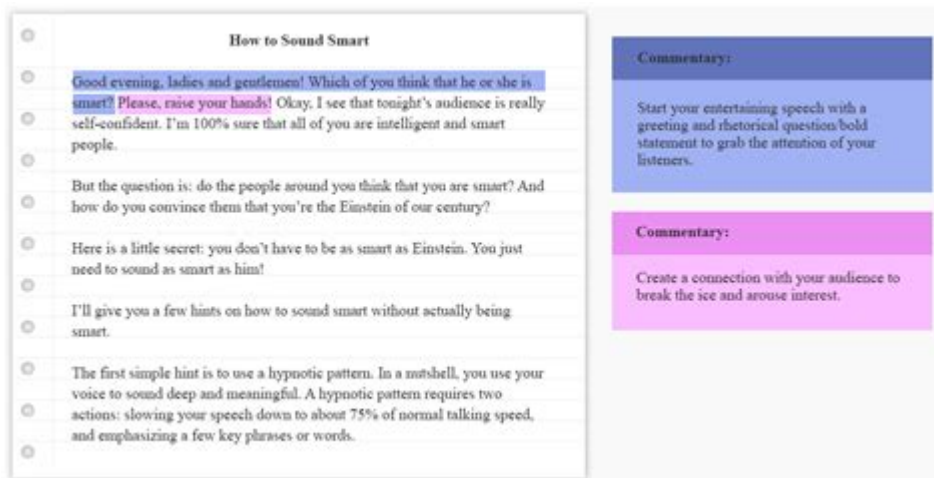 How to Sound Smart
Good evening, ladies and gentlemen! Which of you think that he or she is
smart? Please, raise your hands! Okay, I see that tonight's audience is really
self-confident. I'm 100% sure that all of you are intelligent and smart
people.
But the question is: do the people around you think that you are smart? And
how do you convince them that you're the Einstein of our century?
Here is a little secret: you don't have to be as smart as Einstein. You just
need to sound as smart as him!
I'll give you a few hints on how to sound smart without actually being
smart.
The first simple hint is to use a hypnotic pattern. In a nutshell, you use your
voice to sound deep and meaningful. A hypnotic pattern requires two
actions: slowing your speech down to about 75% of normal talking speed,
and emphasizing a few key phrases or words.
Commentary:
Start your entertaining speech with a
greeting and rhetorical question/bold
statement to grab the attention of your
listeners.
Commentary:
Create a connection with your audience to
break the ice and arouse interest.